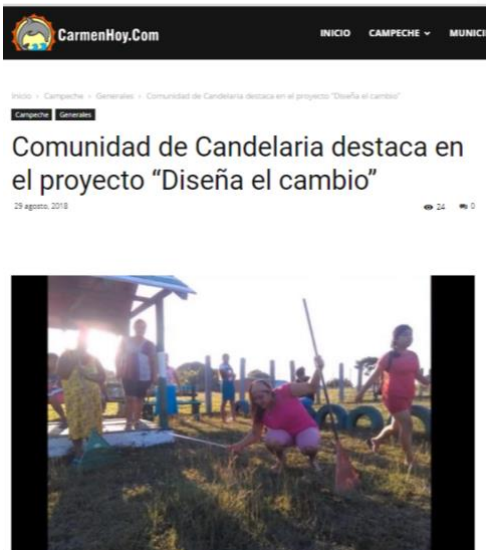 CarmenHoy.Com
INICIO CAMPECHE MUNICI
Inicio › Campeche › Generales › Comunidad de Candelaria destaca en el proyecto "Diseña el cambio"
Campeche Generales
Comunidad de Candelaria destaca en
el proyecto “Diseña el cambio”
29 agosto, 2018 24 0